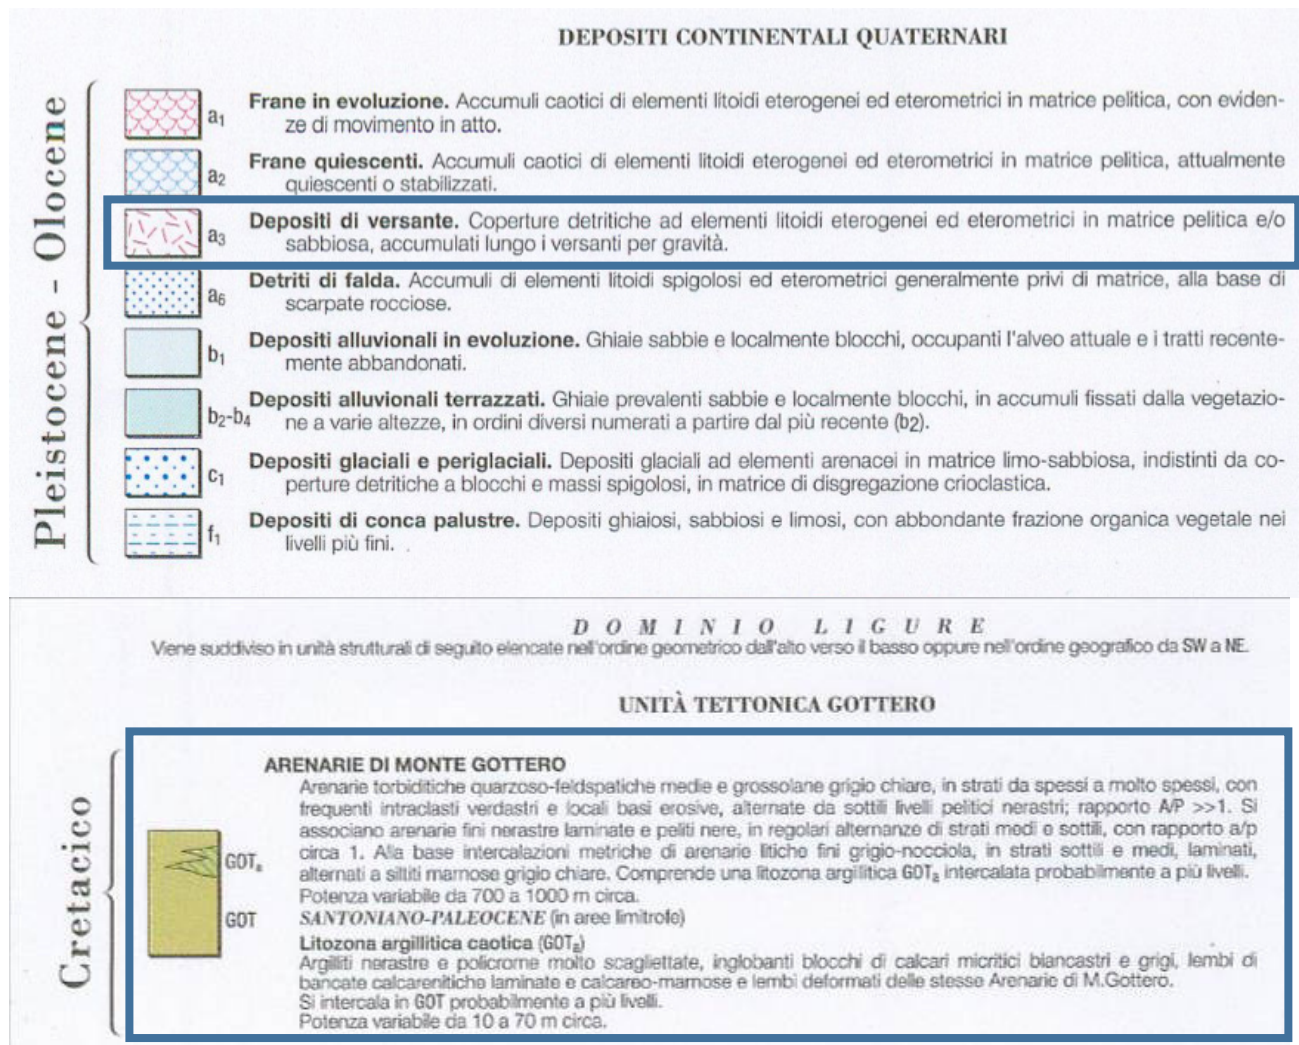 DEPOSITI CONTINENTALI QUATERNARI
Pleistocene - Olocene
a1 Frane in evoluzione. Accumuli caotici di elementi litoidi eterogenei ed eterometrici in matrice pelitica, con eviden-
ze di movimento in atto.
a2 Frane quiescenti. Accumuli caotici di elementi litoidi eterogenei ed eterometrici in matrice pelitica, attualmente
quiescenti o stabilizzati.
a3 Depositi di versante. Coperture detritiche ad elementi litoidi eterogenei ed eterometrici in matrice pelitica e/o
sabbiosa, accumulati lungo i versanti per gravità.
a6 Detriti di falda. Accumuli di elementi litoidi spigolosi ed eterometrici generalmente privi di matrice, alla base di
scarpate rocciose.
b1 Depositi alluvionali in evoluzione. Ghiaie sabbie e localmente blocchi, occupanti l'alveo attuale e i tratti recente-
mente abbandonati.
b2-b4 Depositi alluvionali terrazzati. Ghiaie prevalenti sabbie e localmente blocchi, in accumuli fissati dalla vegetazio-
ne a varie altezze, in ordini diversi numerati a partire dal più recente (b2).
c1 Depositi glaciali e periglaciali. Depositi glaciali ad elementi arenacei in matrice limo-sabbiosa, indistinti da co-
perture detritiche a blocchi e massi spigolosi, in matrice di disgregazione crioclastica.
f1 Depositi di conca palustre. Depositi ghiaiosi, sabbiosi e limosi, con abbondante frazione organica vegetale nei
livelli più fini.
DOMINIO LIGURE
Viene suddiviso in unità strutturali di seguito elencate nell'ordine geometrico dall'alto verso il basso oppure nell'ordine geografico da SW a NE.
UNITÀ TETTONICA GOTTERO
Cretacico
ARENARIE DI MONTE GOTTERO
Arenarie torbiditiche quarzoso-feldspatiche medie e grossolane grigio chiare, in strati da spessi a molto spessi, con
frequenti intraclasti verdastri e locali basi erosive, alternate da sottili livelli pelitici nerastri; rapporto A/P >>1. Si
associano arenarie fini nerastre laminate e peliti nere, in regolari alternanze di strati medi e sottili, con rapporto a/p
circa 1. Alla base intercalazioni metriche di arenarie litiche fini grigio-nocciola, in strati sottili e medi, laminati,
alternati a siltiti marnose grigio chiare. Comprende una litozona argillitica GOTa intercalata probabilmente a più livelli.
Potenza variabile da 700 a 1000 m circa.
SANTONIANO-PALEOCENE (in aree limitrofe)
GOTa
GOT
Litozona argillitica caotica (GOTa)
Argilliti nerastre e policrome molto scagliettate, inglobanti blocchi di calcari micritici biancastri e grigi, lembi di
bancate calcarenitiche laminate e calcareo-marnose e lembi deformati delle stesse Arenarie di M.Gottero.
Si intercala in GOT probabilmente a più livelli.
Potenza variabile da 10 a 70 m circa.